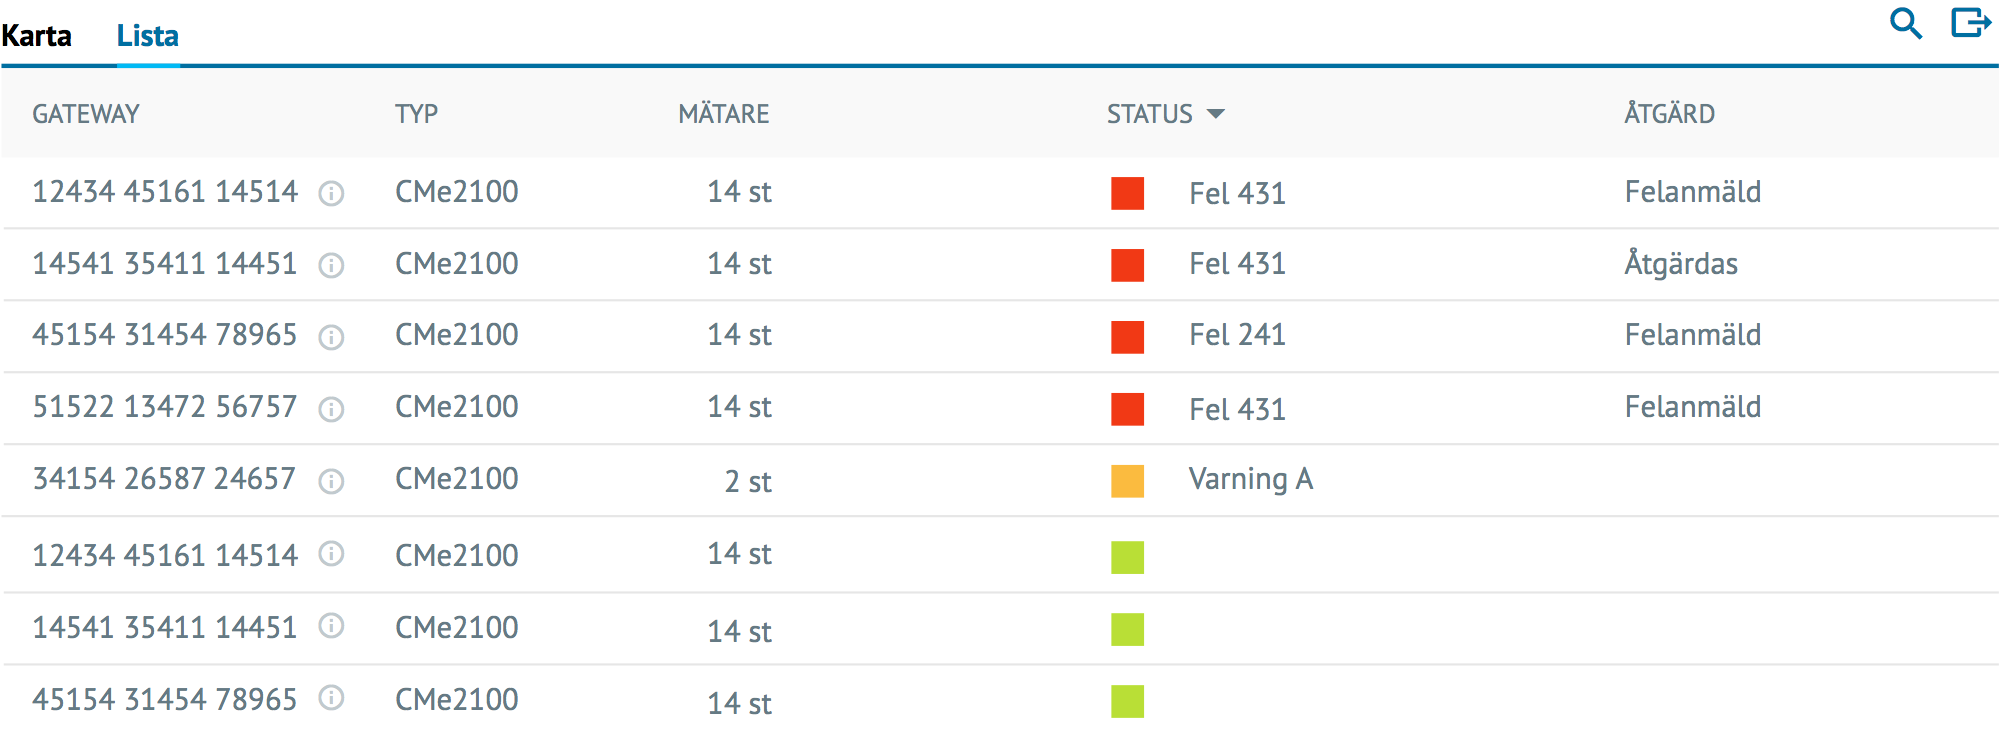 Karta Lista
GATEWAY TYP MÄTARE STATUS ÅTGÄRD
12434 45161 14514 CMe2100 14 st Fel 431 Felanmäld
14541 35411 14451 CMe2100 14 st Fel 431 Åtgärdas
45154 31454 78965 CMe2100 14 st Fel 241 Felanmäld
51522 13472 56757 CMe2100 14 st Fel 431 Felanmäld
34154 26587 24657 CMe2100 2 st Varning A
12434 45161 14514 CMe2100 14 st
14541 35411 14451 CMe2100 14 st
45154 31454 78965 CMe2100 14 st